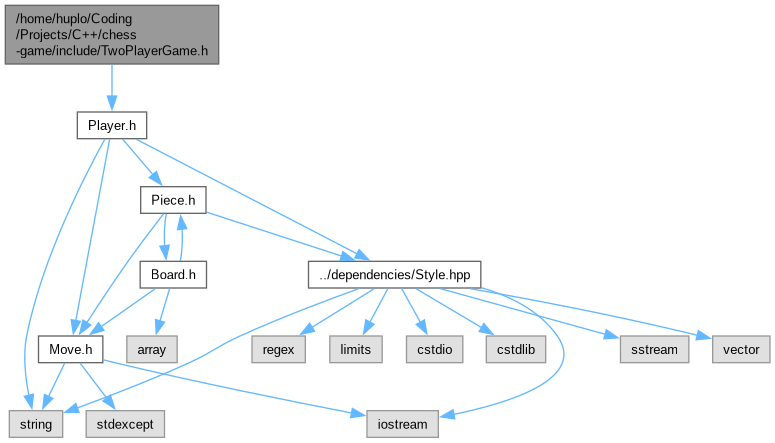 /home/huplo/Coding
/Projects/C++/chess
-game/include/TwoPlayerGame.h
Player.h
Piece.h
Board.h
../dependencies/Style.hpp
Move.h
array
regex
limits
cstdio
cstdlib
sstream
vector
string
stdexcept
iostream